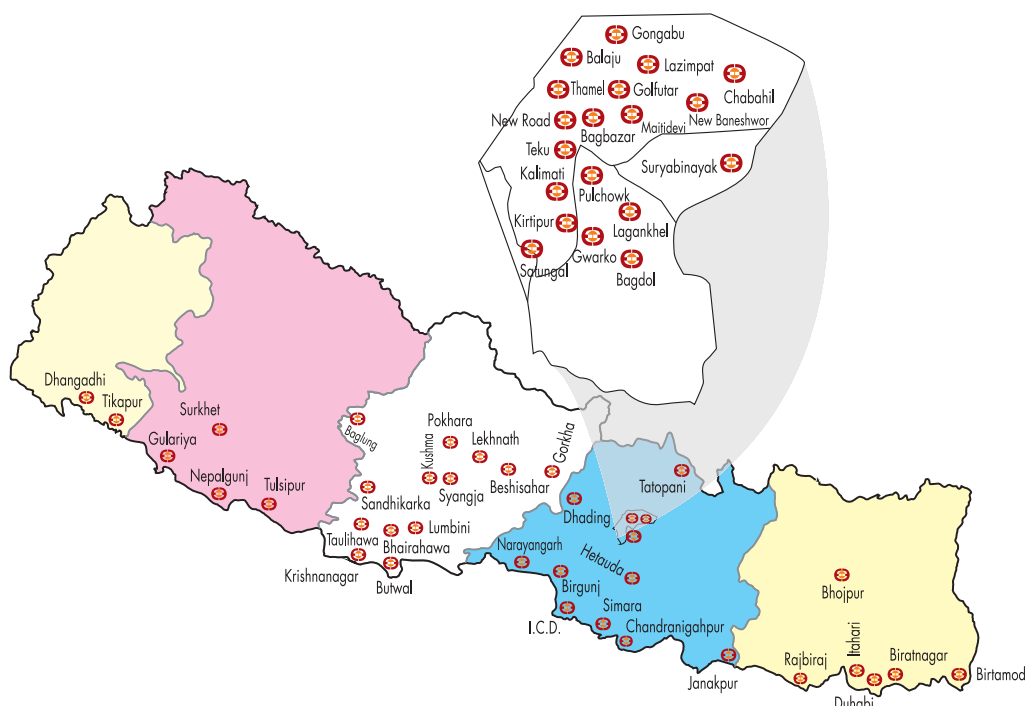 Gongabu
Balaju
Lazimpat
Chabahil
Thamel
Golfutar
New Baneshwor
New Road
Bagbazar
Maitidevi
Teku
Suryabinayak
Kalimati
Pulchowk
Kirtipur
Lagankhel
Satungal
Gwarko
Bagdol
Dhangadhi
Tikapur
Surkhet
Gulariya
Nepalgunj
Tulsipur
Baglung
Pokhara
Kushma
Lekhnath
Gorkha
Sandhikarka
Syangja
Beshisahar
Tatopani
Dhading
Taulihawa
Lumbini
Bhairahawa
Krishnanagar
Butwal
Narayangarh
Hetauda
Birgunj
I.C.D.
Simara
Chandranigahpur
Janakpur
Bhojpur
Rajbiraj
Itahari
Biratnagar
Duhabi
Birtamod